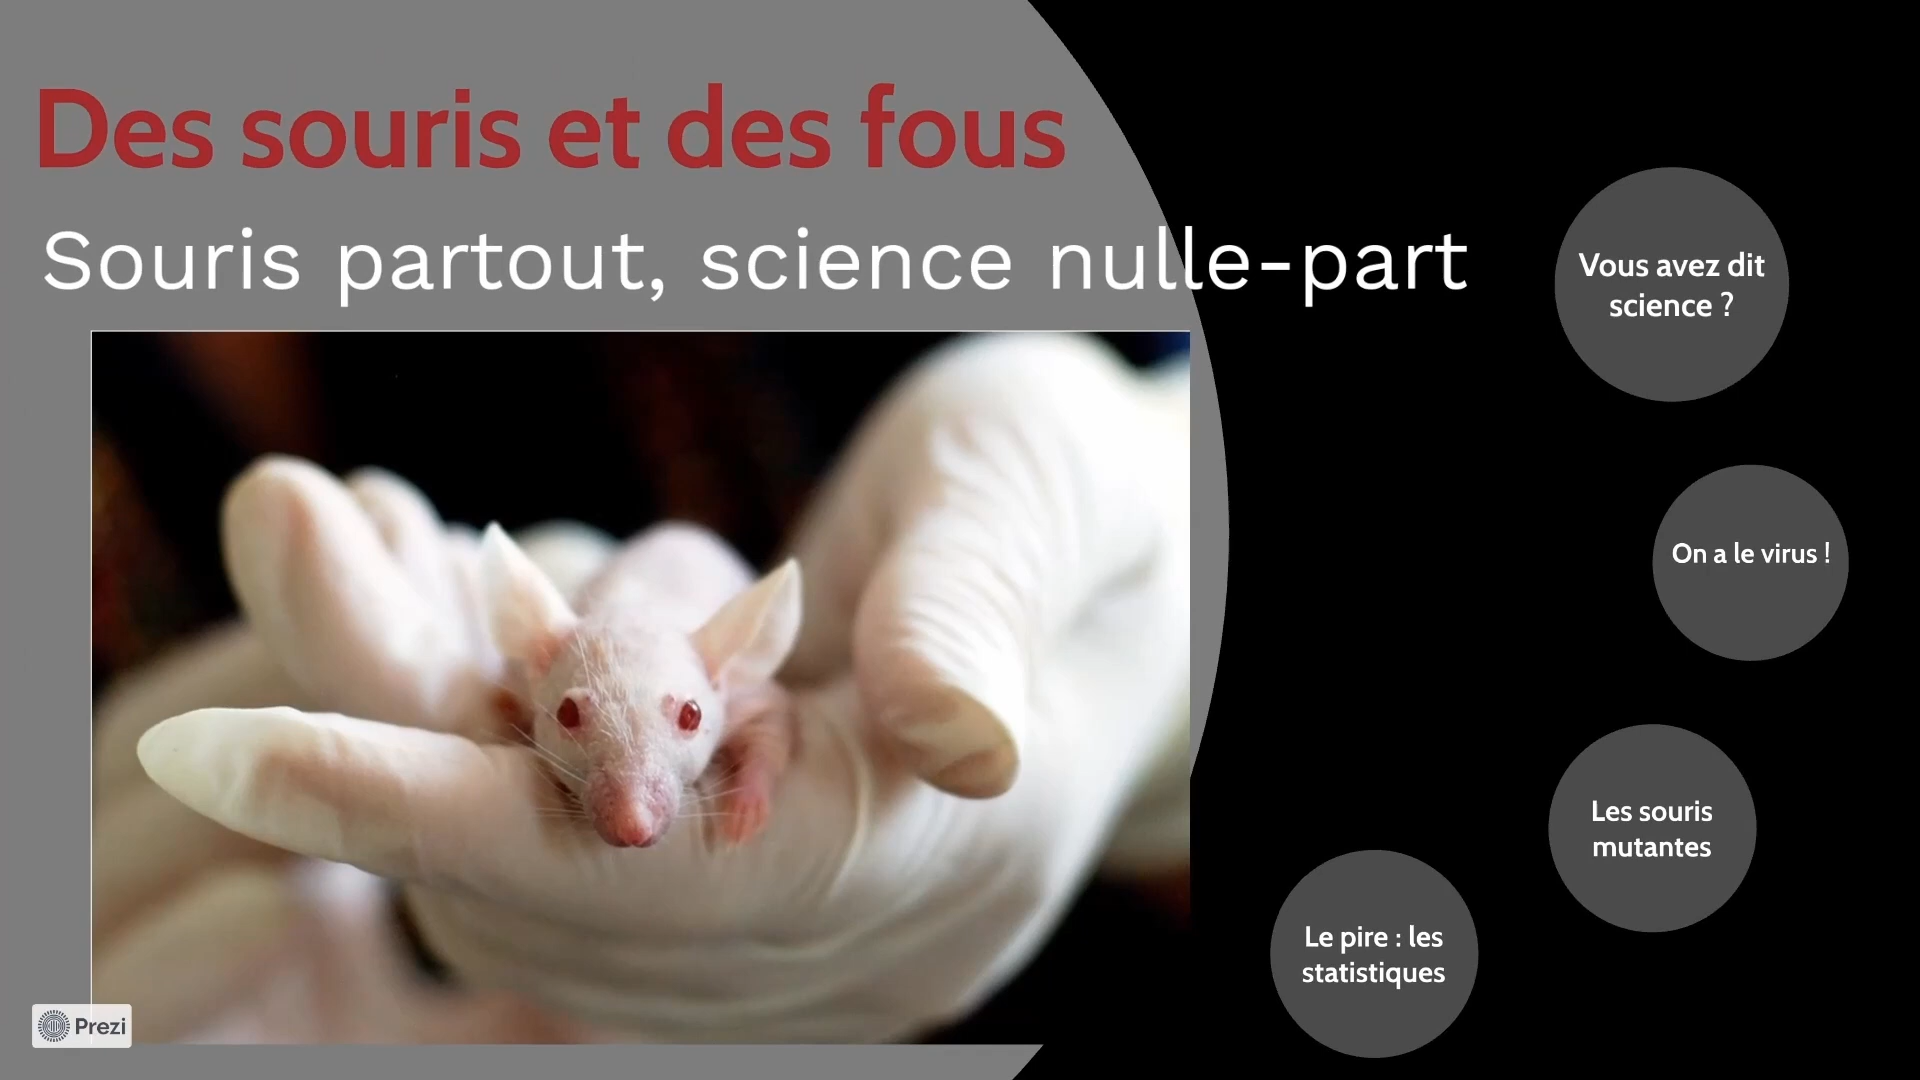 Des souris et des fous
Souris partout, science nulle-part
Vous avez dit
science ?
On a le virus !
Les souris
mutantes
Le pire : les
statistiques
Prezi